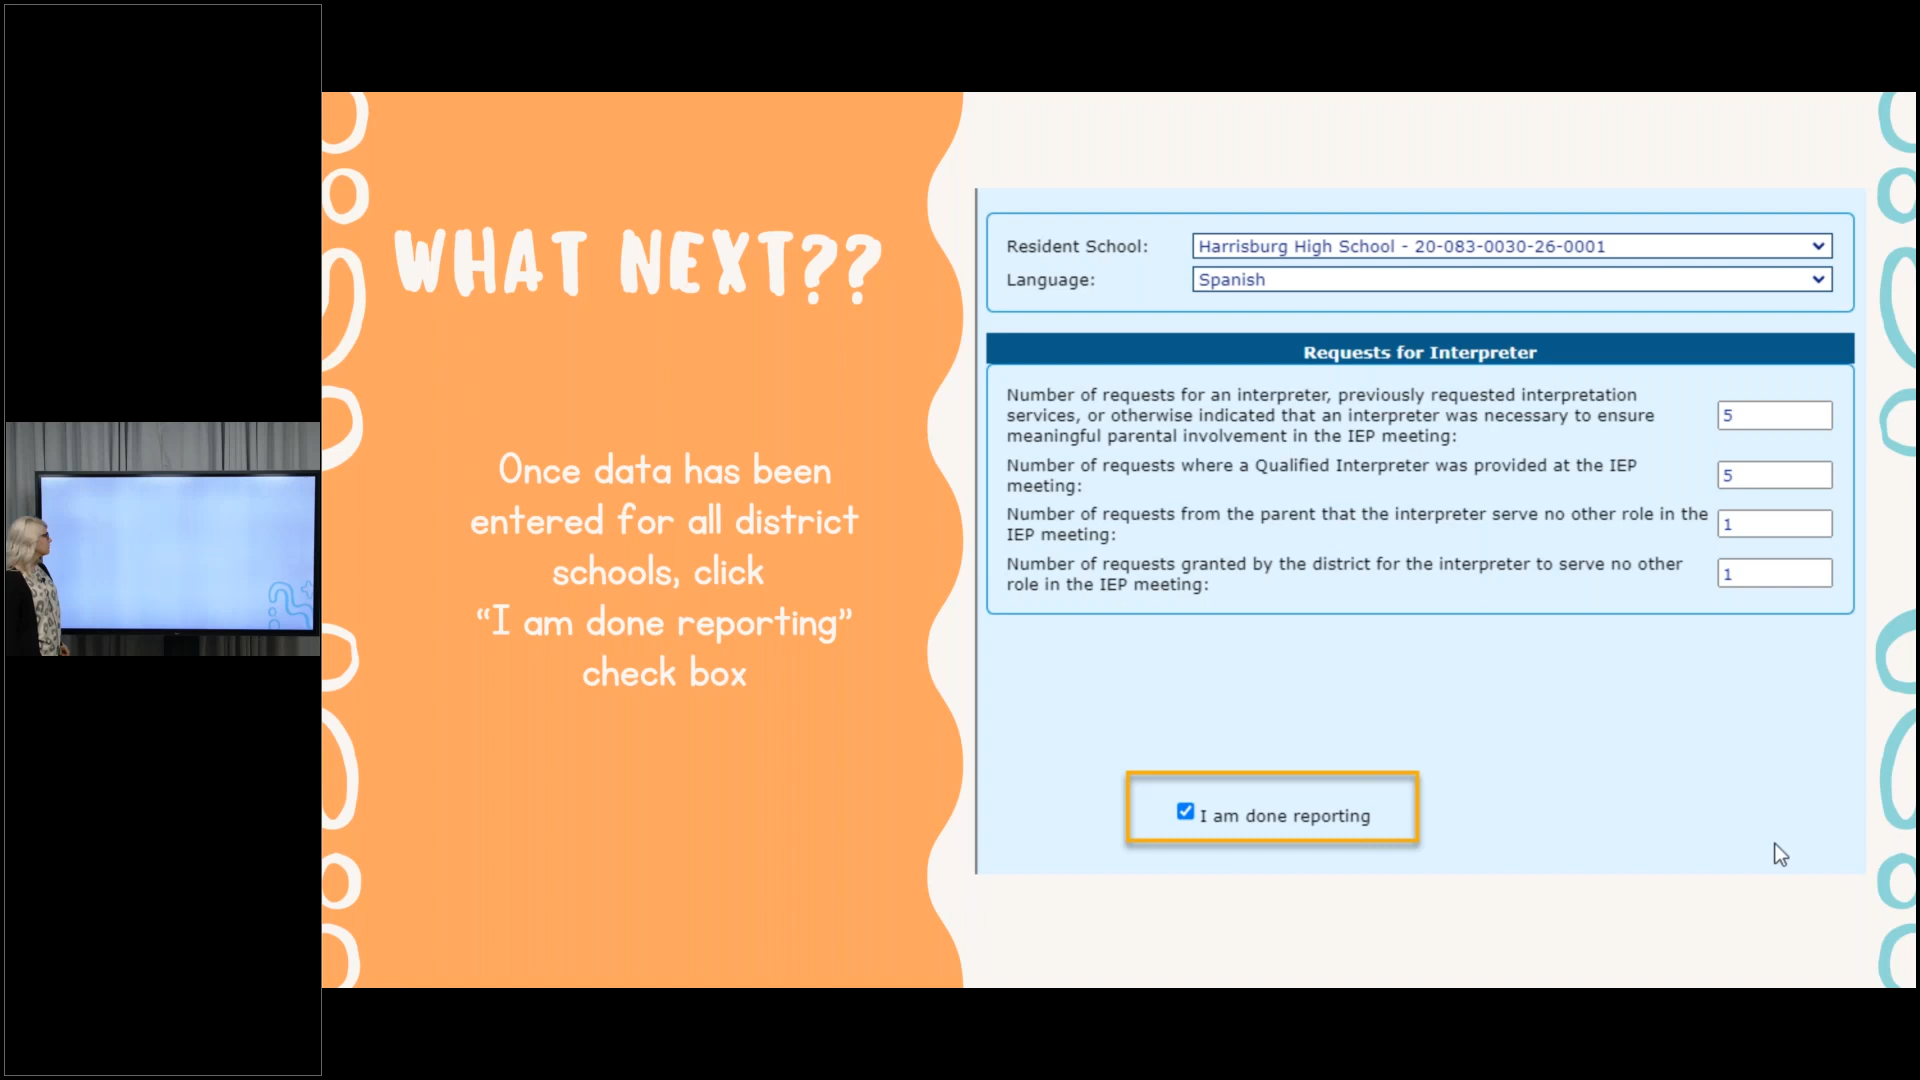 WHAT NEXT??
Once data has been
entered for all district
schools, click
“I am done reporting”
check box
Resident School: Harrisburg High School - 20-083-0030-26-0001
Language: Spanish
Requests for Interpreter
Number of requests for an interpreter, previously requested interpretation
services, or otherwise indicated that an interpreter was necessary to ensure
meaningful parental involvement in the IEP meeting:
5
Number of requests where a Qualified Interpreter was provided at the IEP
meeting:
5
Number of requests from the parent that the interpreter serve no other role in the
IEP meeting:
1
Number of requests granted by the district for the interpreter to serve no other
role in the IEP meeting:
1
I am done reporting